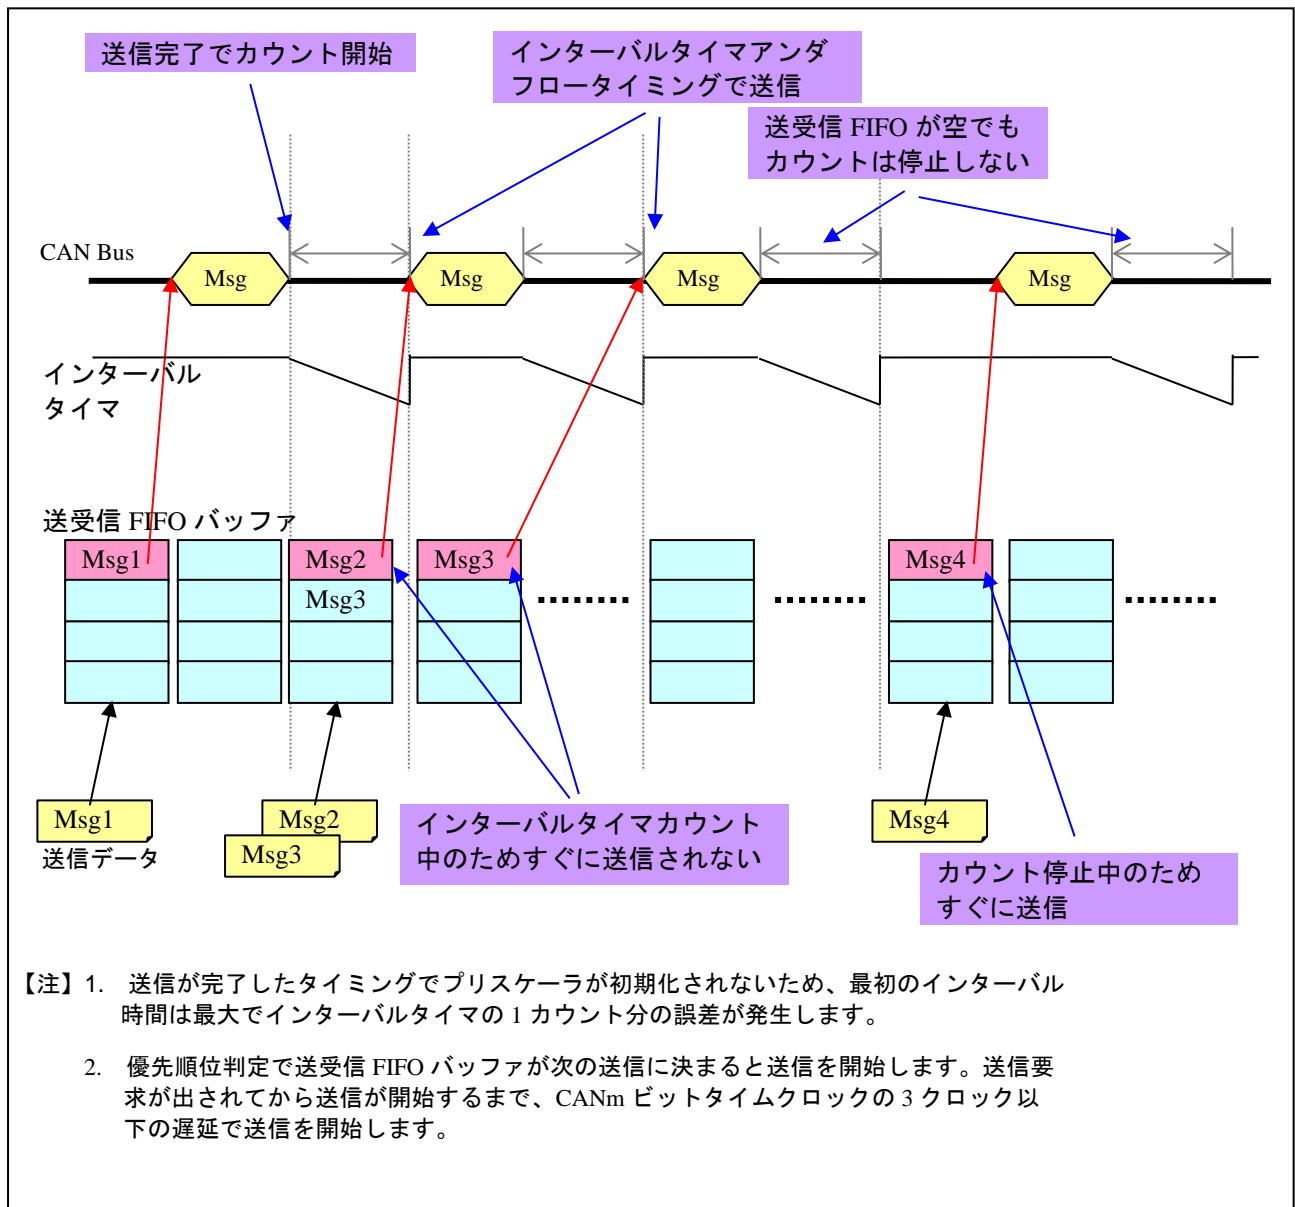 送信完了でカウント開始
インターバルタイマアンダ
フロータイミングで送信
送受信 FIFO が空でも
カウントは停止しない
CAN Bus
Msg
Msg
Msg
Msg
インターバル
タイマ
送受信 FIFO バッファ
Msg1
Msg2
Msg3
Msg4
Msg3
Msg1
送信データ
Msg2
Msg3
インターバルタイマカウント
中のためすぐに送信されない
Msg4
カウント停止中のため
すぐに送信
【注】1. 送信が完了したタイミングでプリスケーラが初期化されないため、最初のインターバル
時間は最大でインターバルタイマの 1 カウント分の誤差が発生します。
2. 優先順位判定で送受信 FIFO バッファが次の送信に決まると送信を開始します。送信要
求が出されてから送信が開始するまで、CANm ビットタイムクロックの 3 クロック以
下の遅延で送信を開始します。